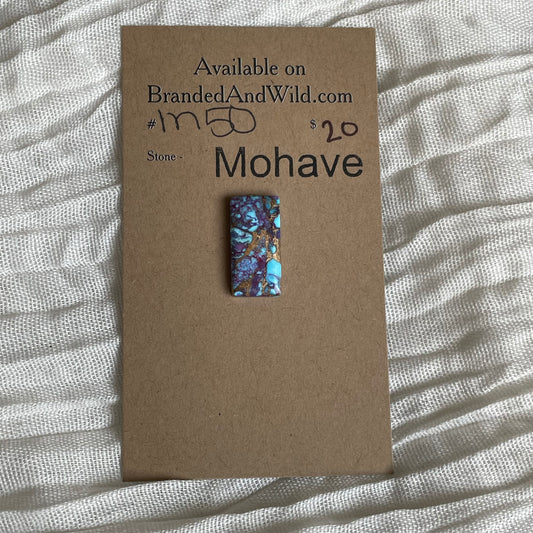 Available on
BrandedAndWild.com
# m50 $ 20
Stone - Mohave